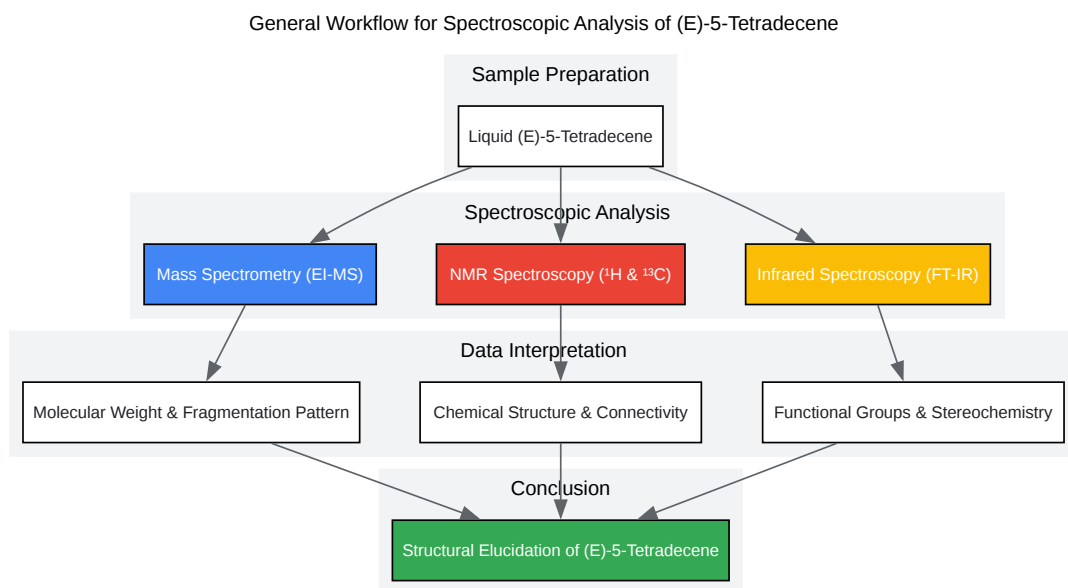 General Workflow for Spectroscopic Analysis of (E)-5-Tetradecene
Sample Preparation
Liquid (E)-5-Tetradecene
Spectroscopic Analysis
Mass Spectrometry (EI-MS)
NMR Spectroscopy (¹H & ¹³C)
Infrared Spectroscopy (FT-IR)
Data Interpretation
Molecular Weight & Fragmentation Pattern
Chemical Structure & Connectivity
Functional Groups & Stereochemistry
Conclusion
Structural Elucidation of (E)-5-Tetradecene